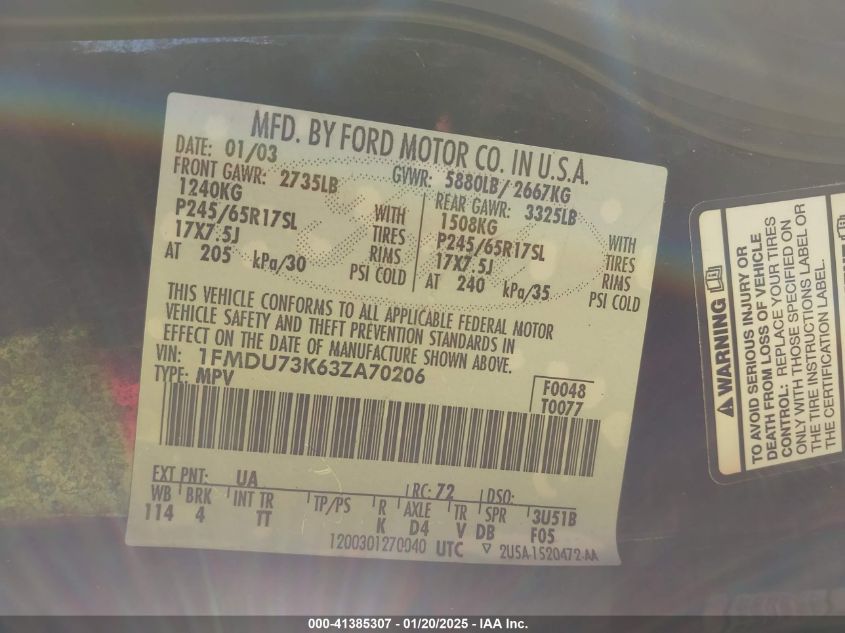 MFD. BY FORD MOTOR CO. IN U.S.A.
DATE: 01/03 GVWR: 5880LB/ 2667KG
FRONT GAWR: 2735LB REAR GAWR: 3325LB
1240KG 1508KG
P245/65R17SL WITH TIRES P245/65R17SL WITH TIRES
17X7.5J RIMS 17X7.5J RIMS
AT 205 kPa/30 PSI COLD AT 240 kPa/35 PSI COLD
THIS VEHICLE CONFORMS TO ALL APPLICABLE FEDERAL MOTOR
VEHICLE SAFETY AND THEFT PREVENTION STANDARDS IN
EFFECT ON THE DATE OF MANUFACTURE SHOWN ABOVE.
VIN: 1FMDU73K63ZA70206
TYPE: MPV
F0048
T0077
EXT PNT: UA RC: 72 DSO:
WB BRK INT TR TP/PS R AXLE TR SPR 3U51B
114 4 TT K D4 V DB F05
1200301270040 UTC ▽ 2U5A-1520472-AA
WARNING
TO AVOID SERIOUS INJURY OR
DEATH FROM LOSS OF VEHICLE
CONTROL: REPLACE YOUR TIRES
ONLY WITH THOSE SPECIFIED ON
THE TIRE INSTRUCTIONS LABEL OR
THE CERTIFICATION LABEL.
000-41385307 - 01/20/2025 - IAA Inc.